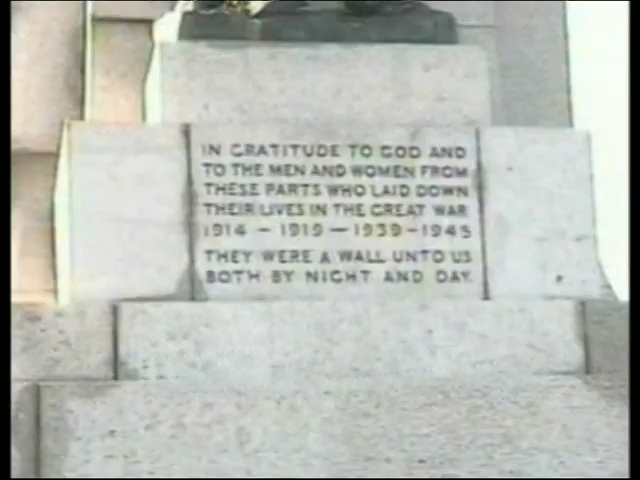 IN GRATITUDE TO GOD AND
TO THE MEN AND WOMEN FROM
THESE PARTS WHO LAID DOWN
THEIR LIVES IN THE GREAT WAR
1914 - 1919 - 1939 - 1945
THEY WERE A WALL UNTO US
BOTH BY NIGHT AND DAY.